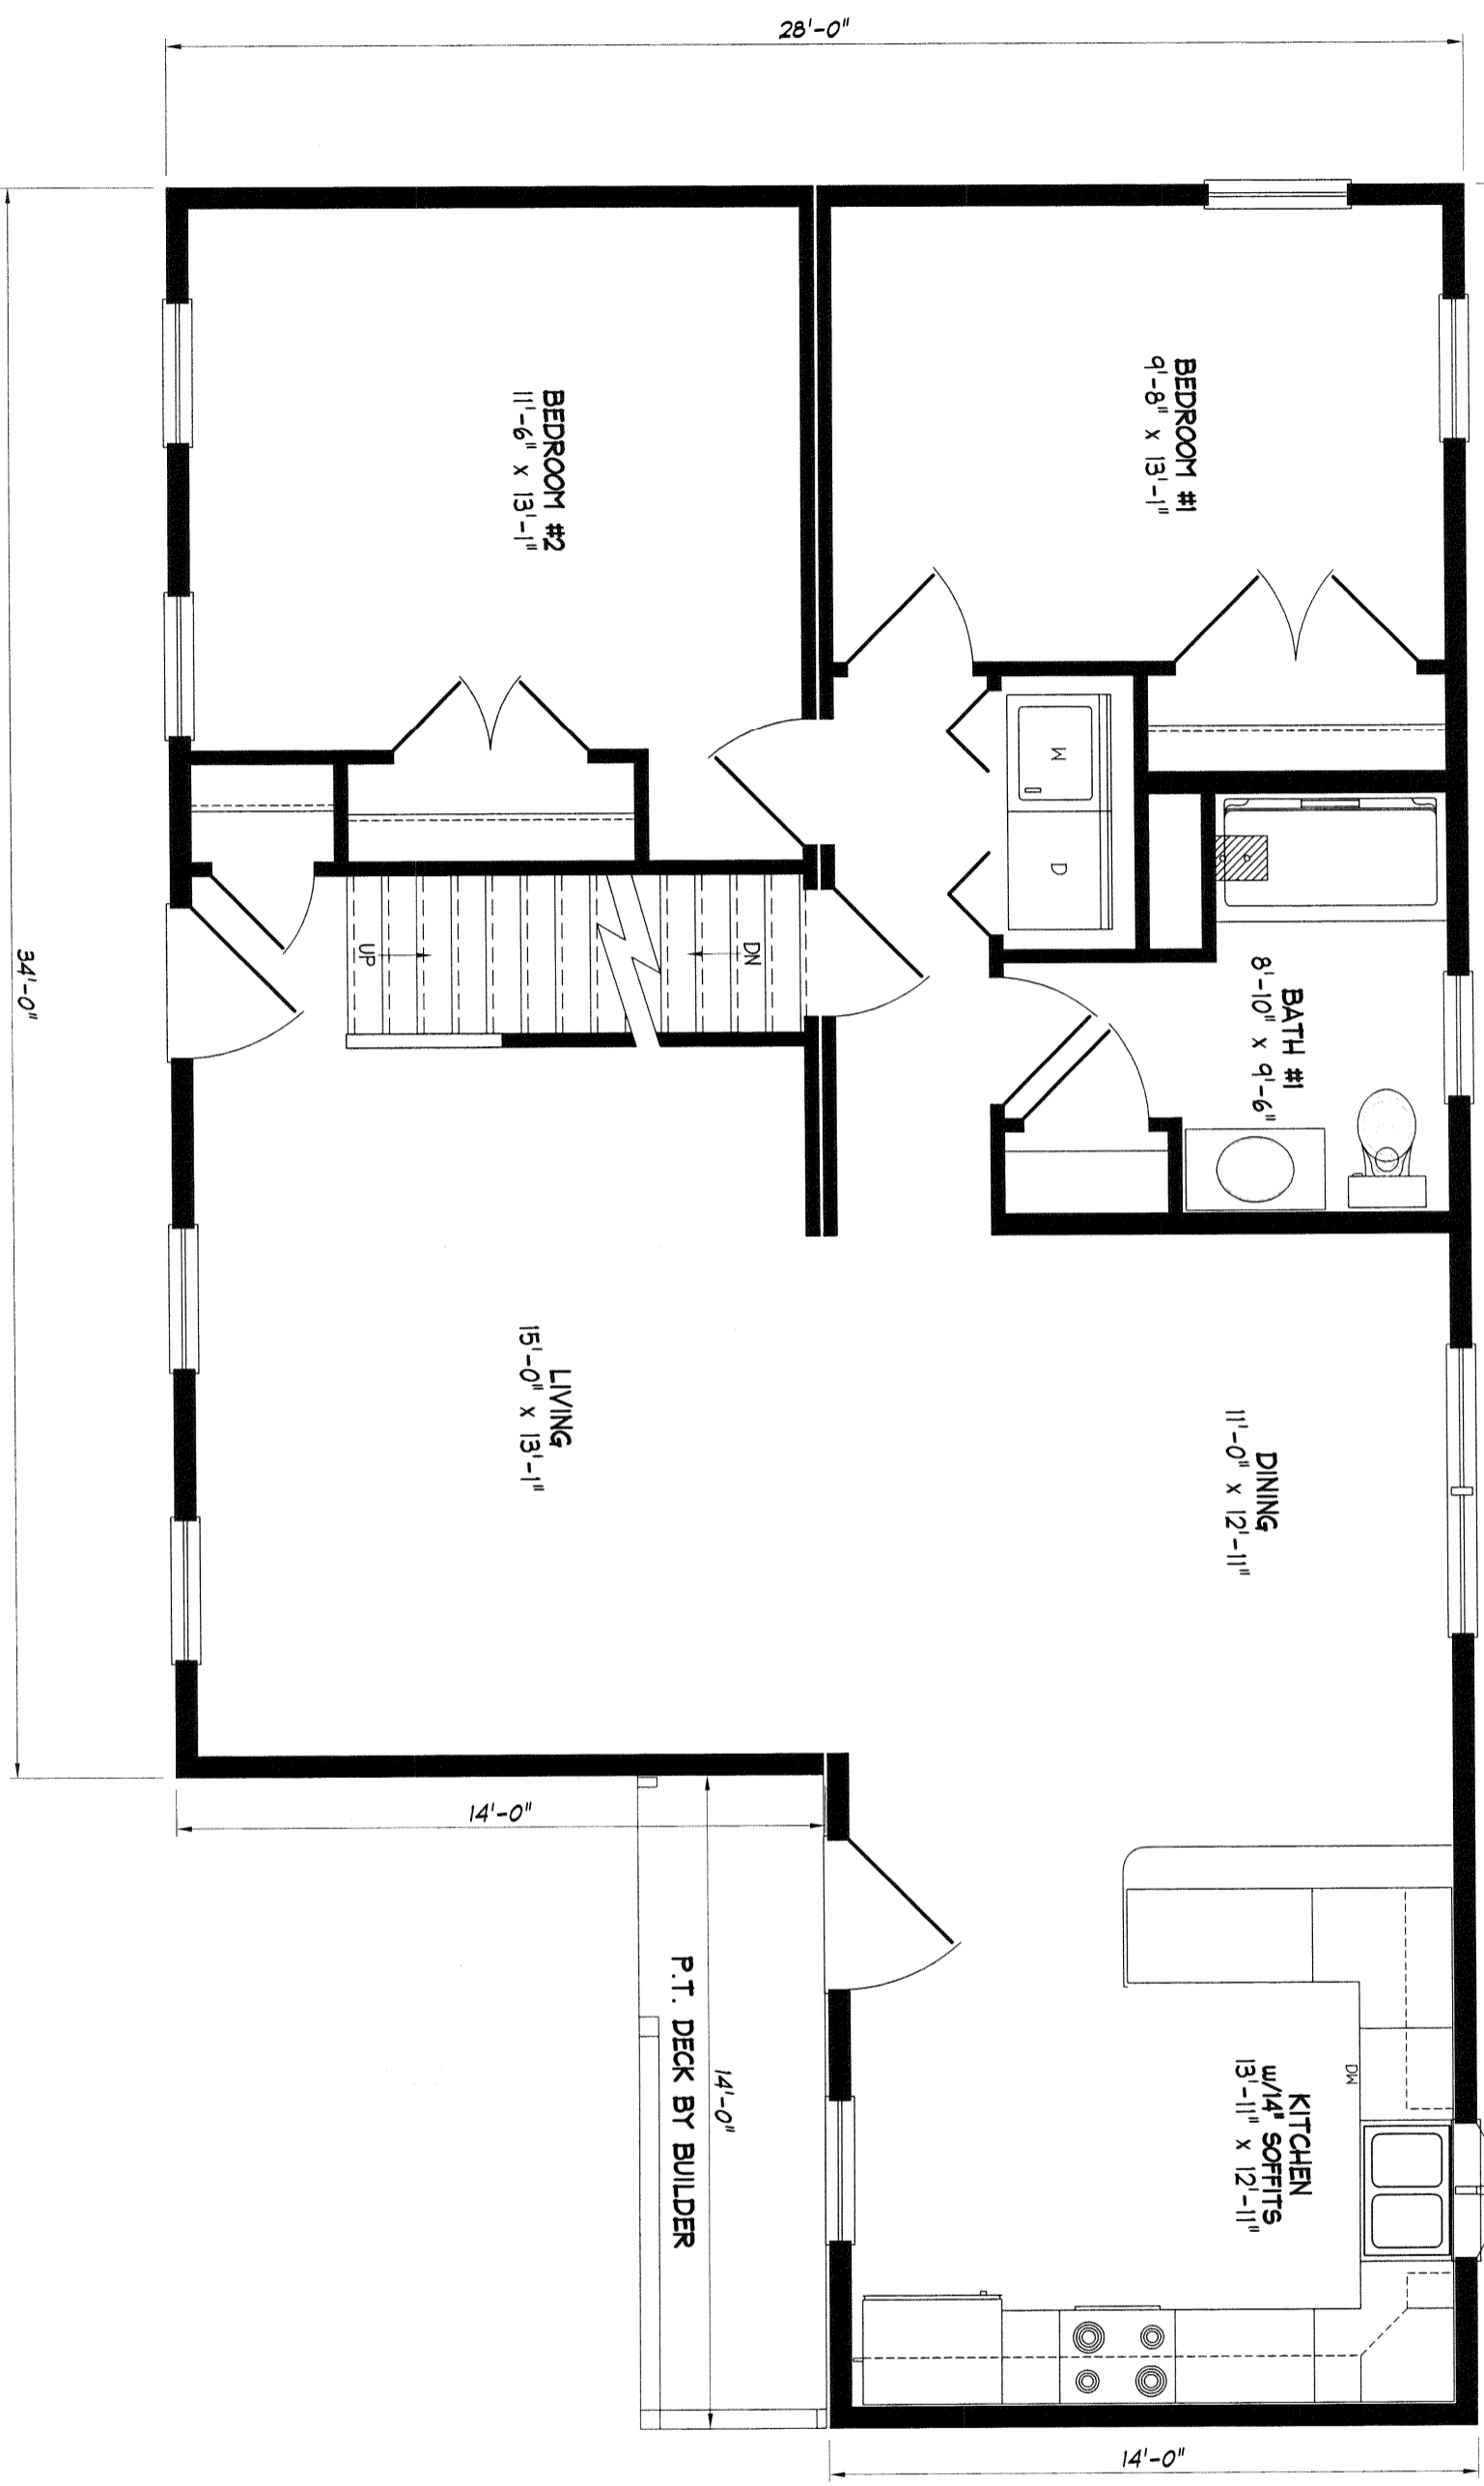 28'-0"
BEDROOM #1
9'-8" x 13'-1"
BEDROOM #2
11'-6" x 13'-1"
W
D
UP
DN
BATH #1
8'-10" x 9'-6"
34'-0"
LIVING
15'-0" x 13'-1"
DINING
11'-0" x 12'-11"
14'-0"
P.T. DECK BY BUILDER
14'-0"
DW
KITCHEN
w/14" SOFFITS
13'-11" x 12'-11"
14'-0"